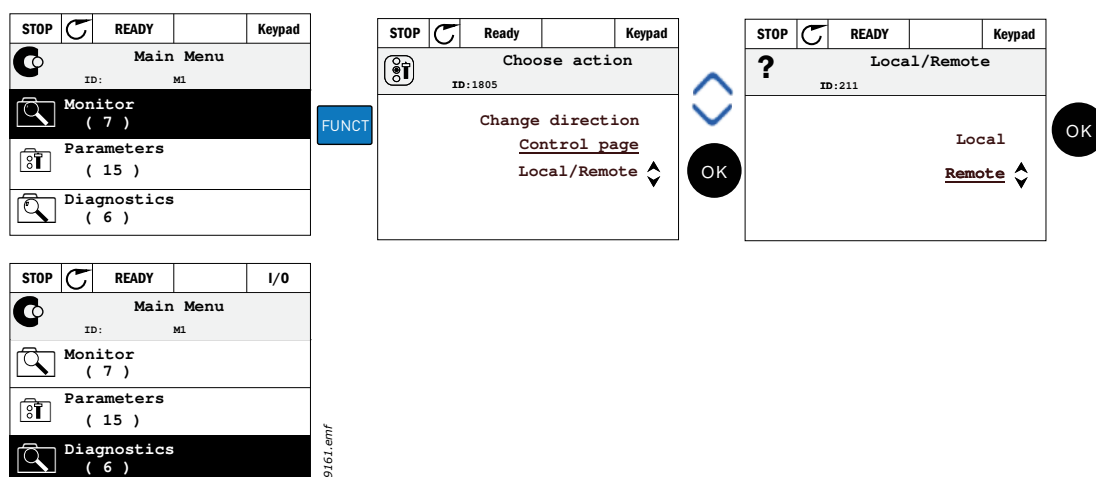 STOP READY Keypad
Main Menu
ID: M1
Monitor
( 7 )
Parameters
( 15 )
Diagnostics
( 6 )
FUNCT
STOP Ready Keypad
Choose action
ID:1805
Change direction
Control page
Local/Remote
OK
STOP READY Keypad
? Local/Remote
ID:211
Local
Remote
OK
STOP READY I/O
Main Menu
ID: M1
Monitor
( 7 )
Parameters
( 15 )
Diagnostics
( 6 )
9161.emf